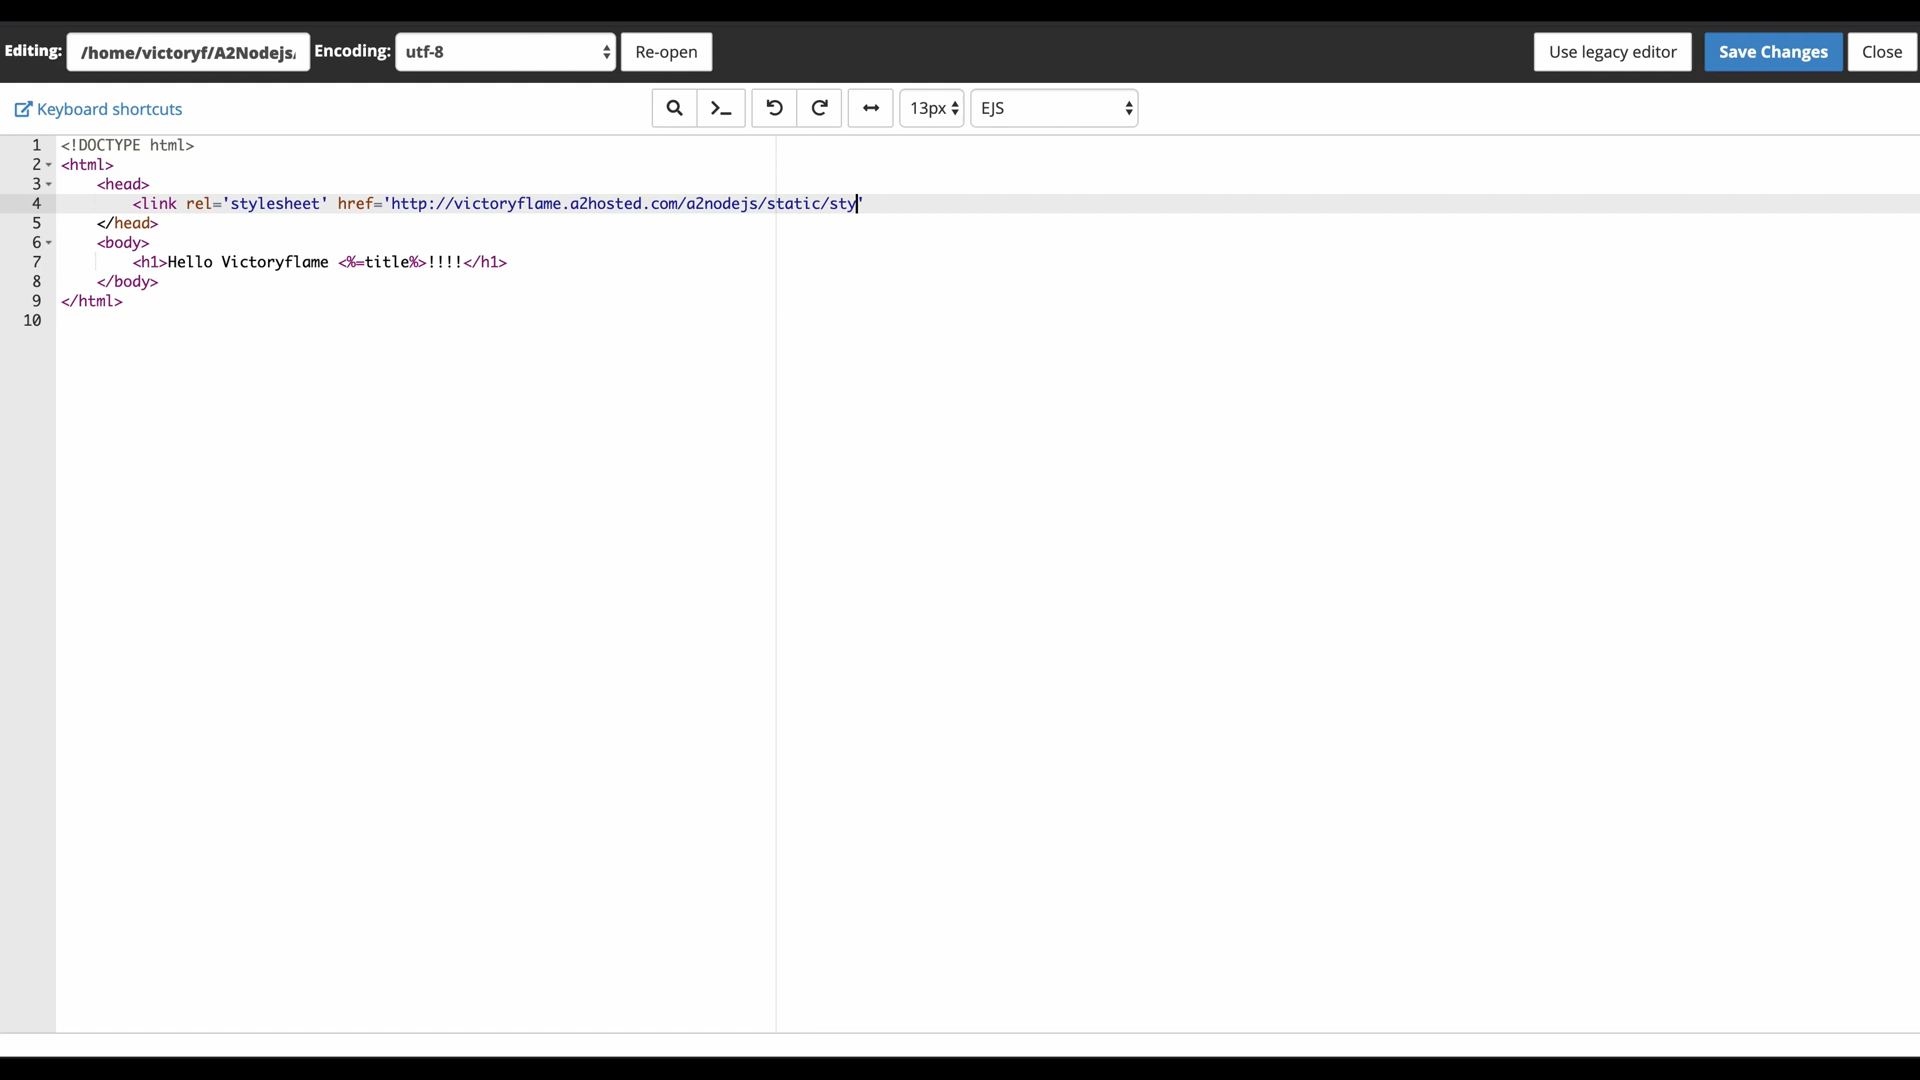 Editing: /home/victoryf/A2Nodejs/ Encoding: utf-8 Re-open Use legacy editor Save Changes Close
Keyboard shortcuts 13px EJS
1 <!DOCTYPE html>
2 <html>
3 <head>
4 <link rel='stylesheet' href='http://victoryflame.a2hosted.com/a2nodejs/static/sty'
5 </head>
6 <body>
7 <h1>Hello Victoryflame <%=title%>!!!!</h1>
8 </body>
9 </html>
10